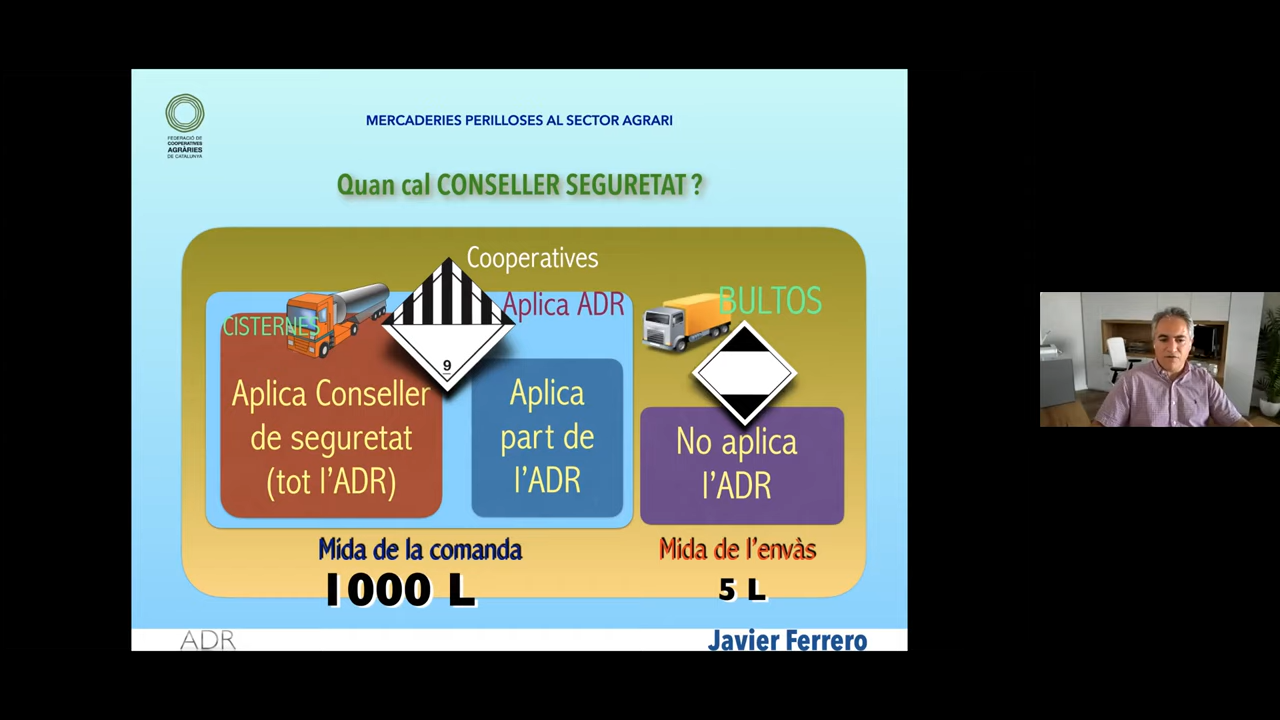 FEDERACIÓ DE
COOPERATIVES
AGRÀRIES
DE CATALUNYA
MERCADERIES PERILLOSES AL SECTOR AGRARI
Quan cal CONSELLER SEGURETAT ?
Cooperatives
CISTERNES
Aplica ADR
BULTOS
9
Aplica Conseller
de seguretat
(tot l'ADR)
Aplica
part de
l'ADR
No aplica
l'ADR
Mida de la comanda
1000 L
Mida de l'envàs
5 L
ADR
Javier Ferrero